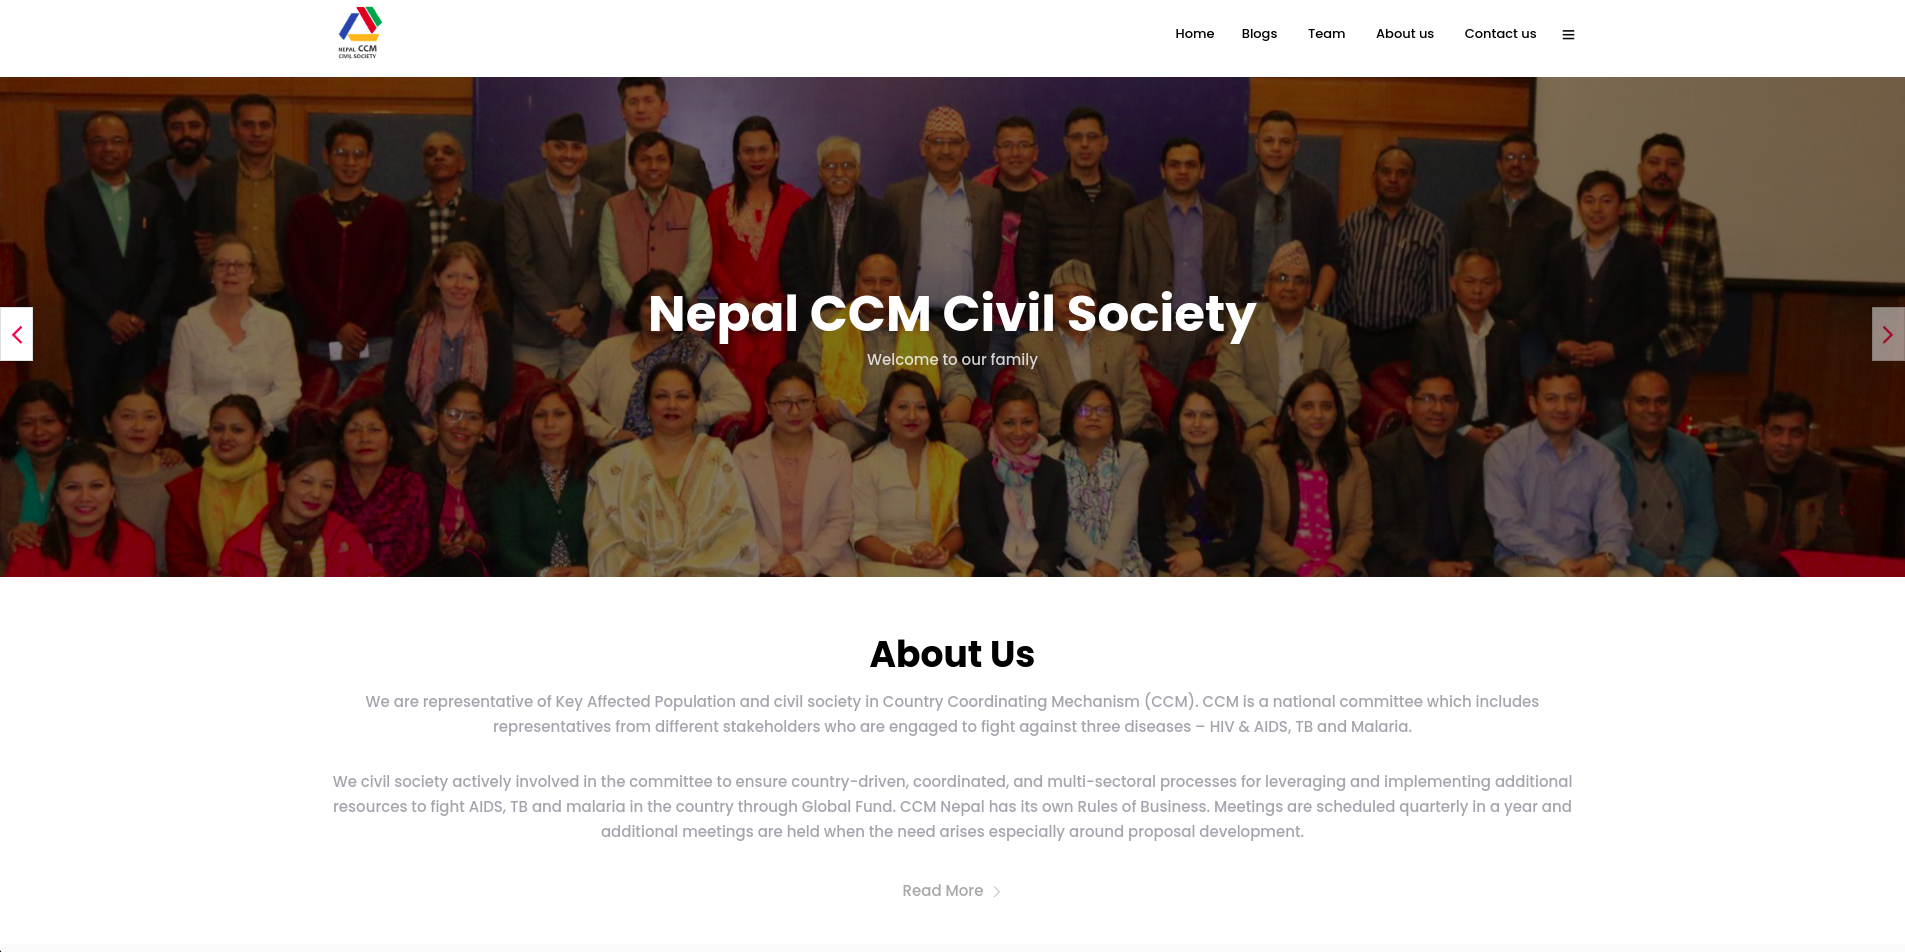 NEPAL CCM
CIVIL SOCIETY
Home Blogs Team About us Contact us
Nepal CCM Civil Society
Welcome to our family
About Us
We are representative of Key Affected Population and civil society in Country Coordinating Mechanism (CCM). CCM is a national committee which includes
representatives from different stakeholders who are engaged to fight against three diseases – HIV & AIDS, TB and Malaria.
We civil society actively involved in the committee to ensure country-driven, coordinated, and multi-sectoral processes for leveraging and implementing additional
resources to fight AIDS, TB and malaria in the country through Global Fund. CCM Nepal has its own Rules of Business. Meetings are scheduled quarterly in a year and
additional meetings are held when the need arises especially around proposal development.
Read More